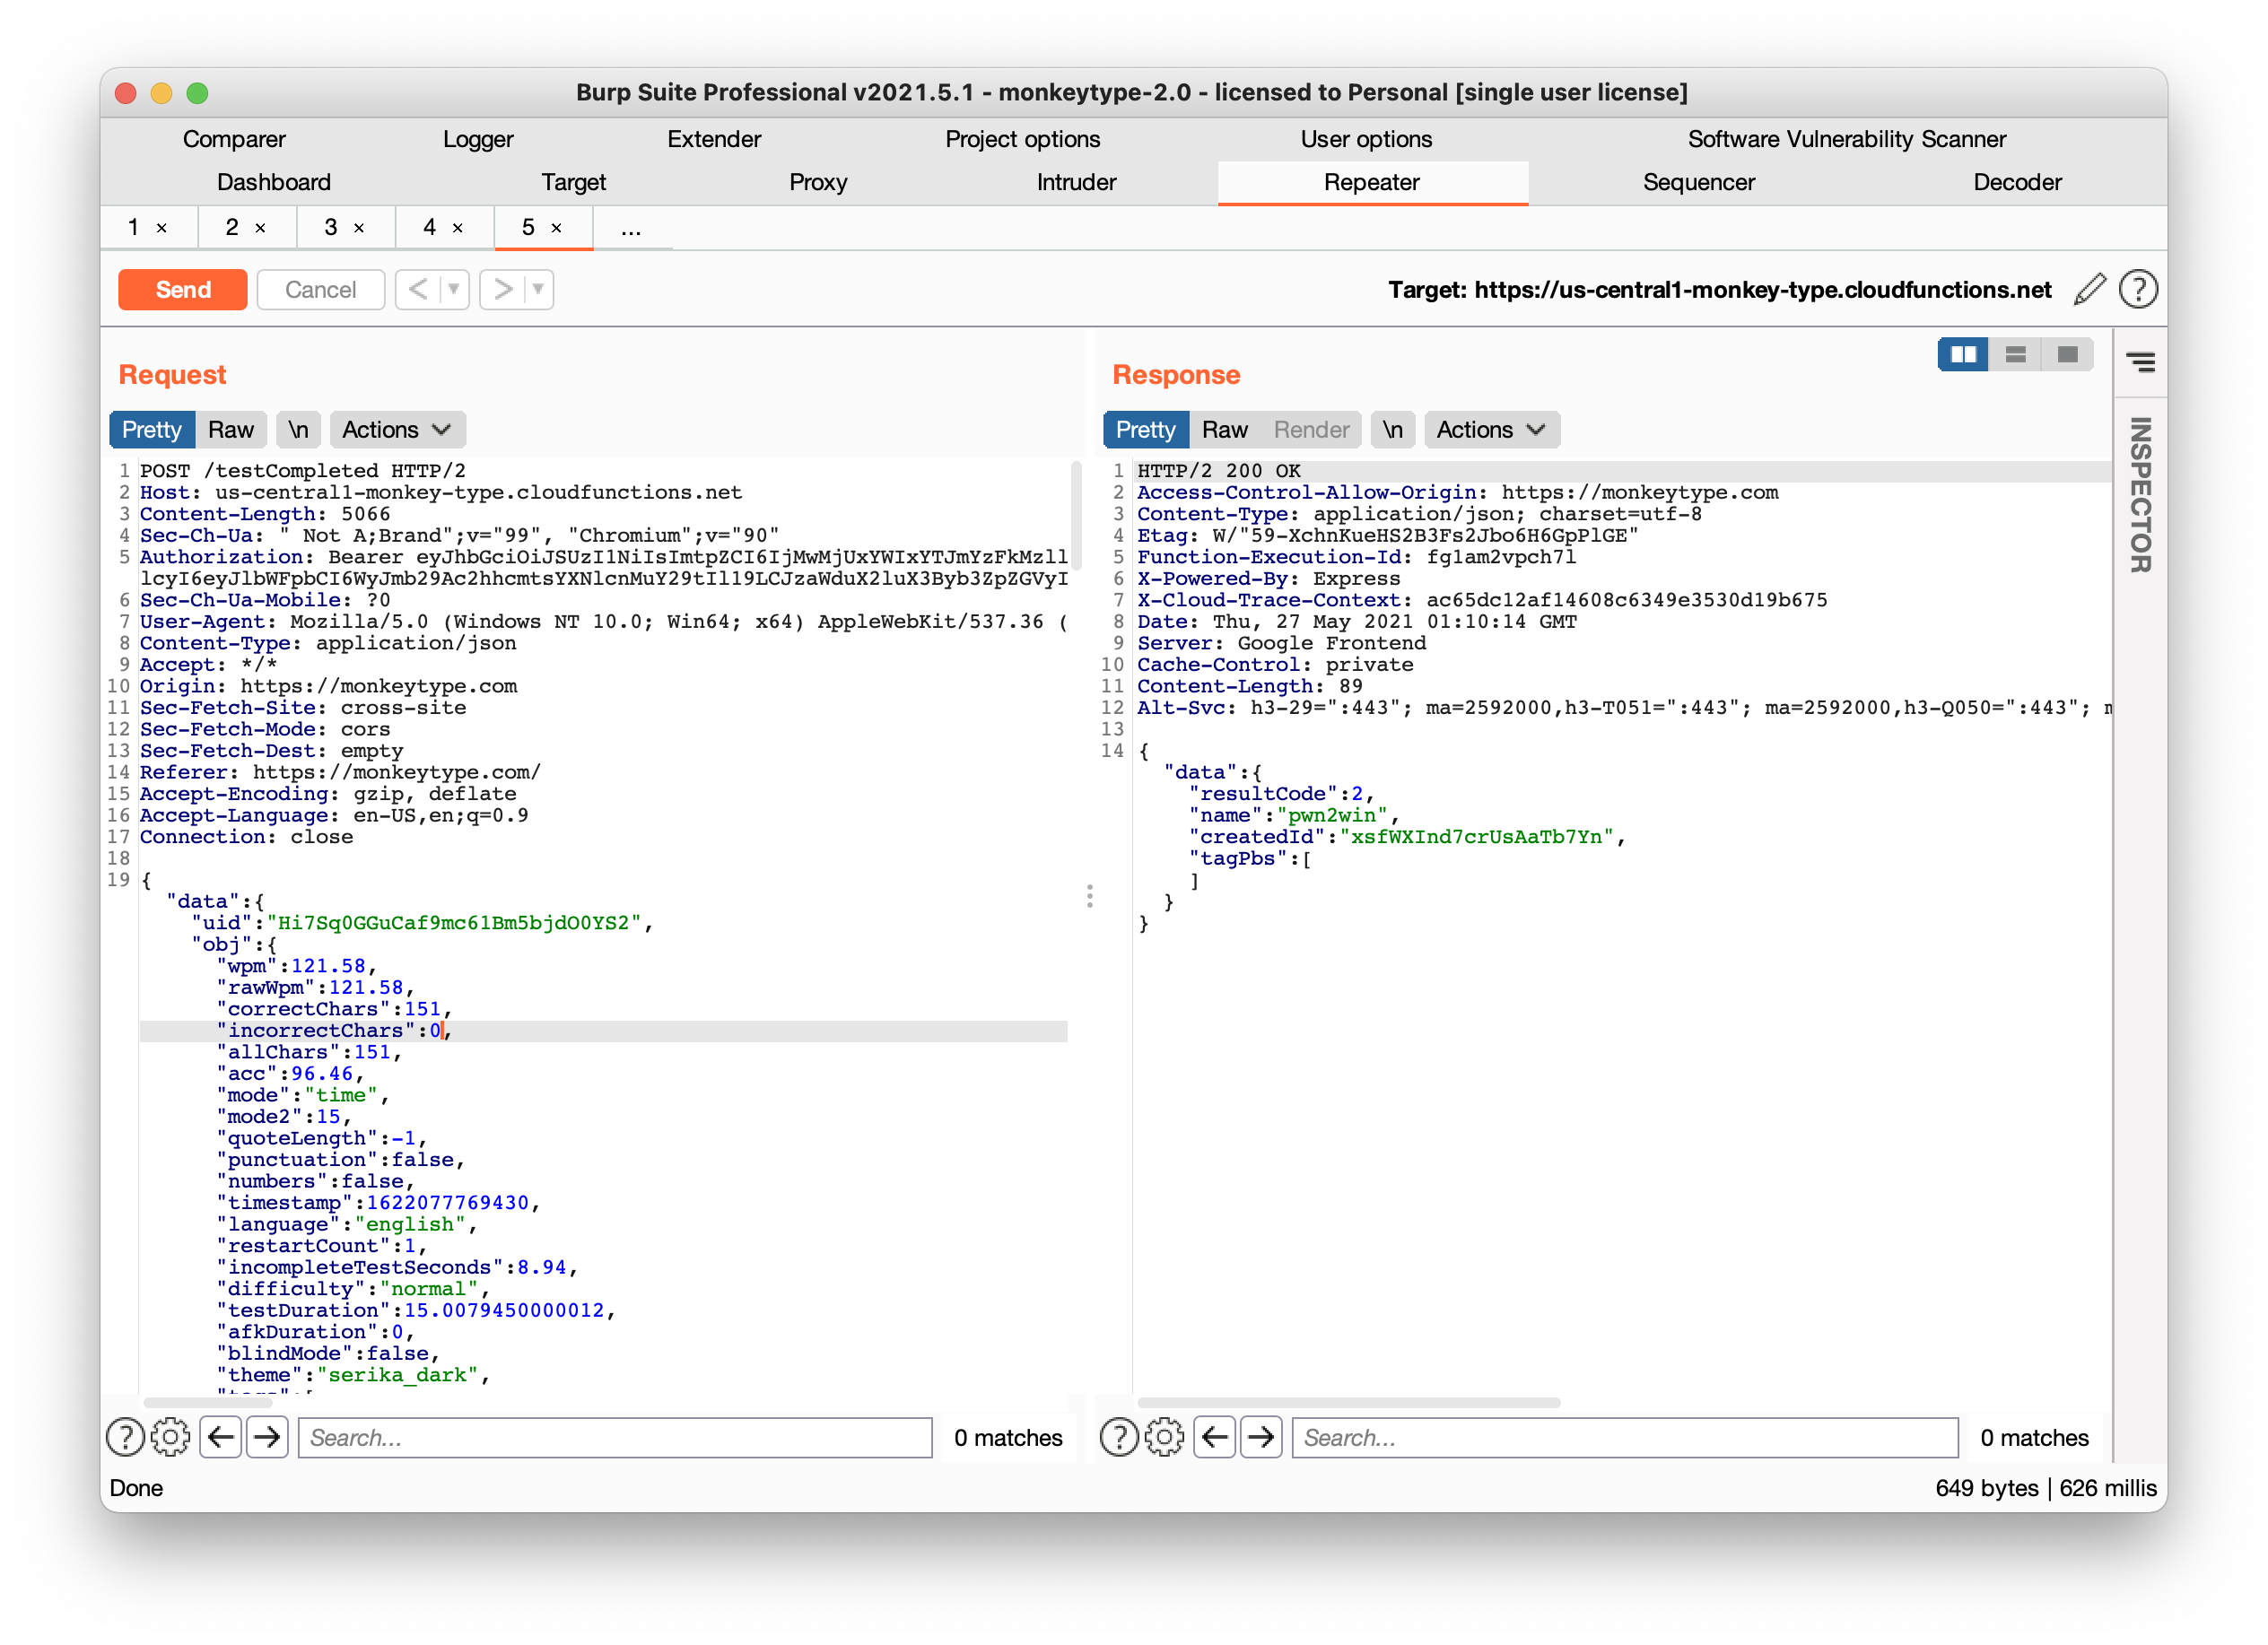 Burp Suite Professional v2021.5.1 - monkeytype-2.0 - licensed to Personal [single user license]
Comparer Logger Extender Project options User options Software Vulnerability Scanner
Dashboard Target Proxy Intruder Repeater Sequencer Decoder
1 × 2 × 3 × 4 × 5 × ...
Send Cancel < > Target: https://us-central1-monkey-type.cloudfunctions.net ?
Request
Pretty Raw \n Actions
1 POST /testCompleted HTTP/2
2 Host: us-central1-monkey-type.cloudfunctions.net
3 Content-Length: 5066
4 Sec-Ch-Ua: " Not A;Brand";v="99", "Chromium";v="90"
5 Authorization: Bearer eyJhbGciOiJSUzI1NiIsImtpZCI6IjMwMjUxYWIxYTJmYzFkMzll
lcyI6eyJlbWFpbCI6WyJmb29Ac2hhcmtsYXNlcnMuY29tIl19LCJzaWduX2luX3Byb3ZpZGVyI
6 Sec-Ch-Ua-Mobile: ?0
7 User-Agent: Mozilla/5.0 (Windows NT 10.0; Win64; x64) AppleWebKit/537.36 (
8 Content-Type: application/json
9 Accept: */*
10 Origin: https://monkeytype.com
11 Sec-Fetch-Site: cross-site
12 Sec-Fetch-Mode: cors
13 Sec-Fetch-Dest: empty
14 Referer: https://monkeytype.com/
15 Accept-Encoding: gzip, deflate
16 Accept-Language: en-US,en;q=0.9
17 Connection: close
18
19 {
"data":{
"uid":"Hi7Sq0GGuCaf9mc61Bm5bjdO0YS2",
"obj":{
"wpm":121.58,
"rawWpm":121.58,
"correctChars":151,
"incorrectChars":0,
"allChars":151,
"acc":96.46,
"mode":"time",
"mode2":15,
"quoteLength":-1,
"punctuation":false,
"numbers":false,
"timestamp":1622077769430,
"language":"english",
"restartCount":1,
"incompleteTestSeconds":8.94,
"difficulty":"normal",
"testDuration":15.0079450000012,
"afkDuration":0,
"blindMode":false,
"theme":"serika_dark",
? Search... 0 matches
Response
Pretty Raw Render \n Actions
1 HTTP/2 200 OK
2 Access-Control-Allow-Origin: https://monkeytype.com
3 Content-Type: application/json; charset=utf-8
4 Etag: W/"59-XchnKueHS2B3Fs2Jbo6H6GpPlGE"
5 Function-Execution-Id: fg1am2vpch7l
6 X-Powered-By: Express
7 X-Cloud-Trace-Context: ac65dc12af14608c6349e3530d19b675
8 Date: Thu, 27 May 2021 01:10:14 GMT
9 Server: Google Frontend
10 Cache-Control: private
11 Content-Length: 89
12 Alt-Svc: h3-29=":443"; ma=2592000,h3-T051=":443"; ma=2592000,h3-Q050=":443"; m
13
14 {
"data":{
"resultCode":2,
"name":"pwn2win",
"createdId":"xsfWXInd7crUsAaTb7Yn",
"tagPbs":[
]
}
}
? Search... 0 matches
INSPECTOR
Done 649 bytes | 626 millis